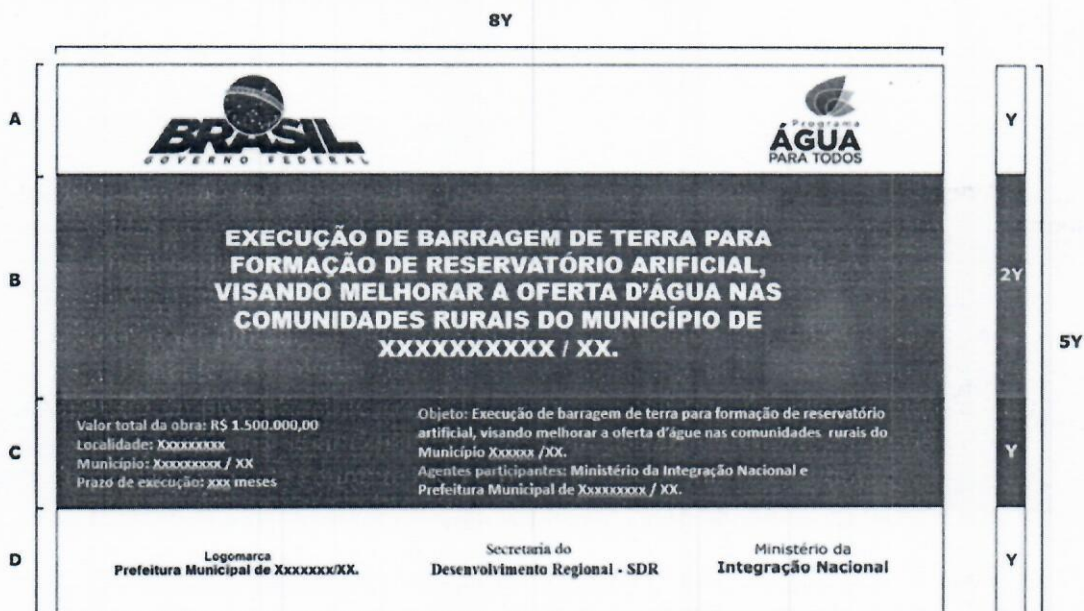 8Y
A
BRASIL
GOVERNO FEDERAL
Programa
ÁGUA
PARA TODOS
Y
B
EXECUÇÃO DE BARRAGEM DE TERRA PARA
FORMAÇÃO DE RESERVATÓRIO ARIFICIAL,
VISANDO MELHORAR A OFERTA D'ÁGUA NAS
COMUNIDADES RURAIS DO MUNICÍPIO DE
XXXXXXXXXX / XX.
2Y
5Y
C
Valor total da obra: R$ 1.500.000,00
Localidade: Xxxxxxxxx
Município: Xxxxxxxxx / XX
Prazo de execução: xxx meses
Objeto: Execução de barragem de terra para formação de reservatório
artificial, visando melhorar a oferta d'águe nas comunidades rurais do
Município Xxxxxx /XX.
Agentes participantes: Ministério da Integração Nacional e
Prefeitura Municipal de Xxxxxxxxx / XX.
Y
D
Logomarca
Prefeitura Municipal de Xxxxxxx/XX.
Secretaria do
Desenvolvimento Regional - SDR
Ministério da
Integração Nacional
Y